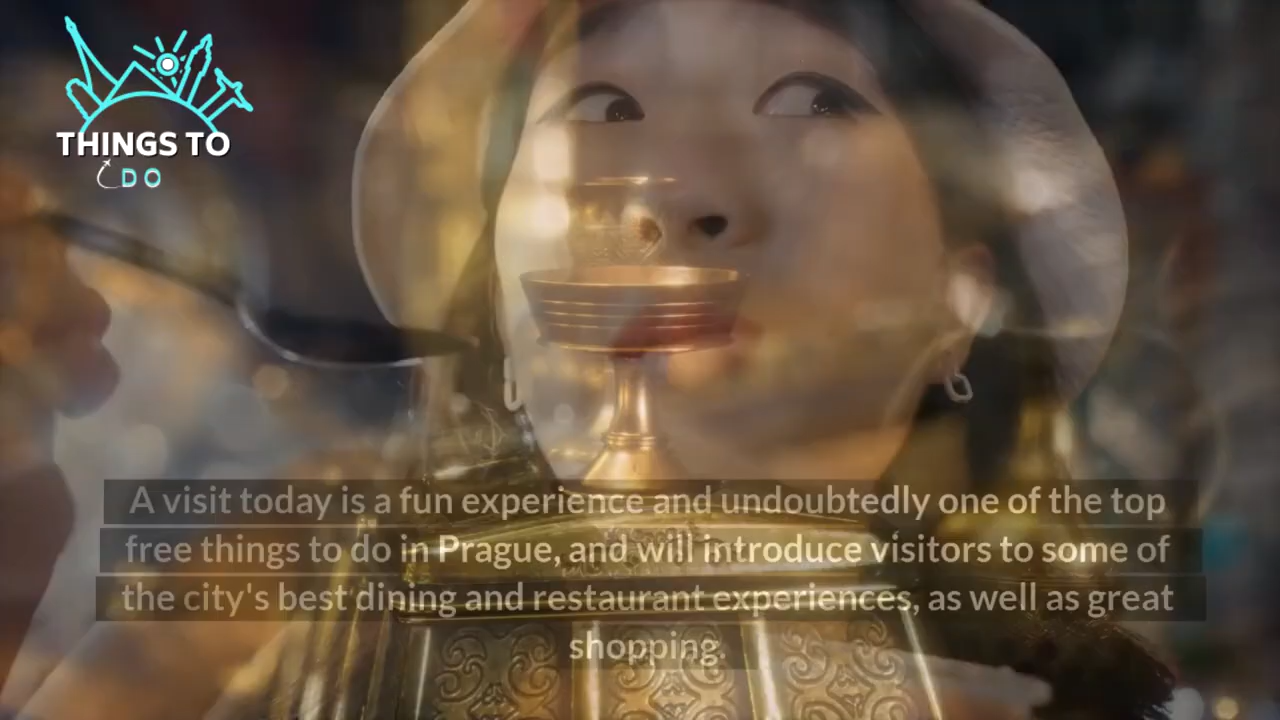 THINGS TO
DO
A visit today is a fun experience and undoubtedly one of the top
free things to do in Prague, and will introduce visitors to some of
the city's best dining and restaurant experiences, as well as great
shopping.